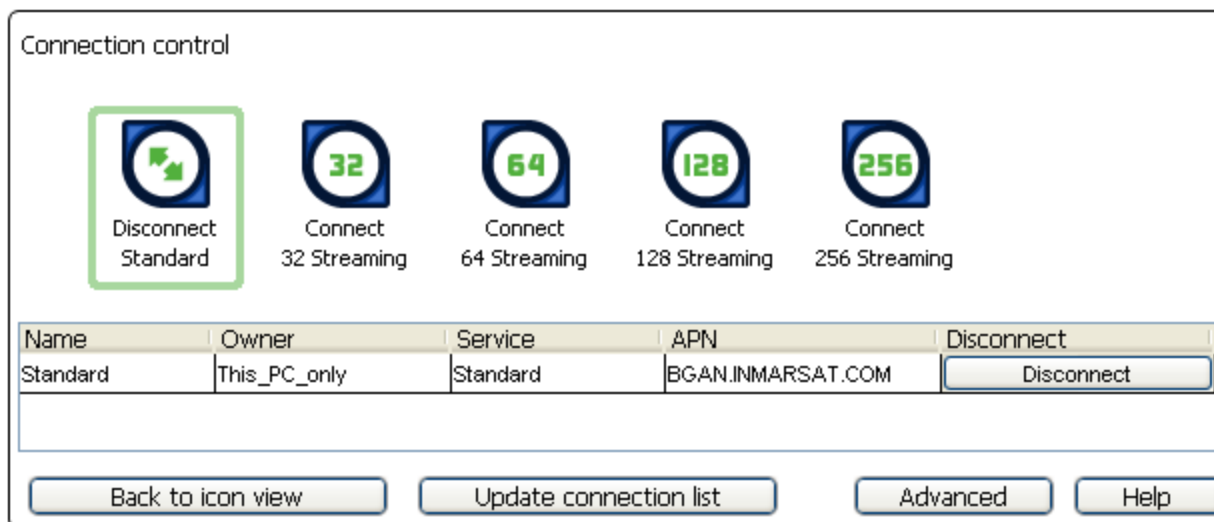 Connection control
32 64 128 256
Disconnect Connect Connect Connect Connect
Standard 32 Streaming 64 Streaming 128 Streaming 256 Streaming
Name Owner Service APN Disconnect
Standard This_PC_only Standard BGAN.INMARSAT.COM Disconnect
Back to icon view Update connection list Advanced Help